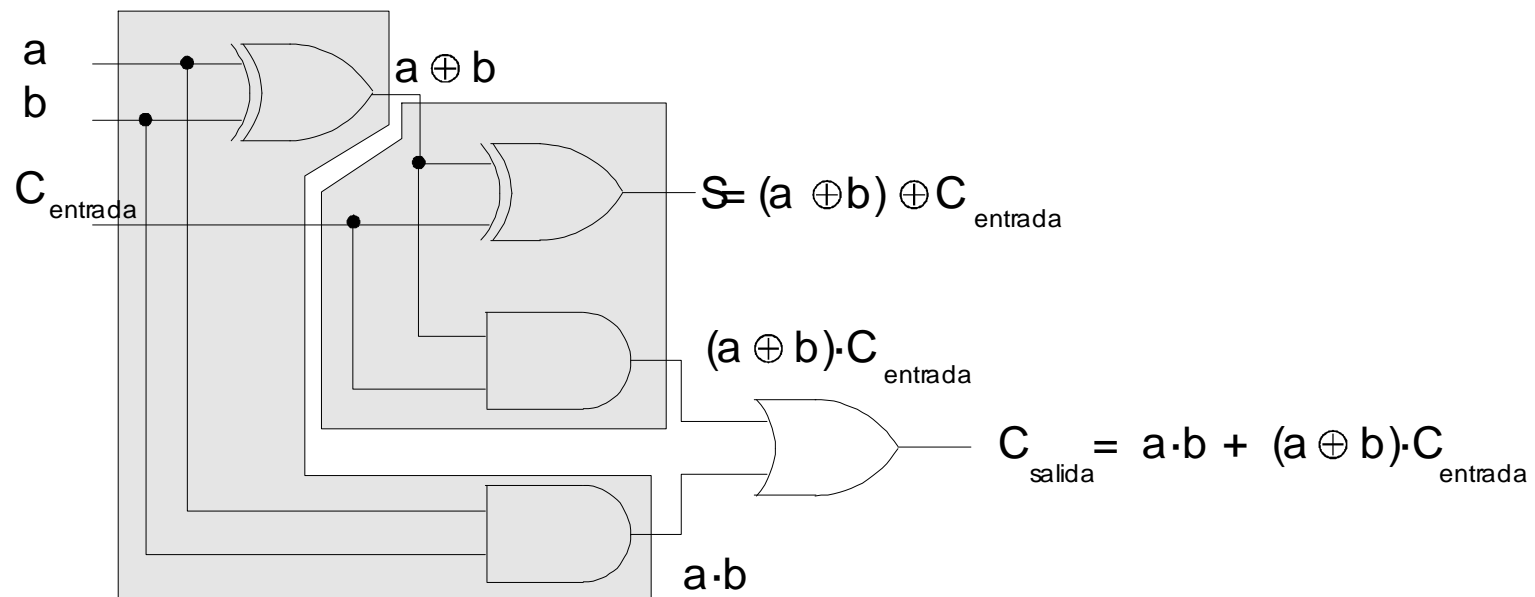 a
a ⊕ b
b
C entrada
S= (a ⊕b) ⊕C entrada
(a ⊕ b)·C entrada
C salida= a·b + (a ⊕ b)·C entrada
a·b